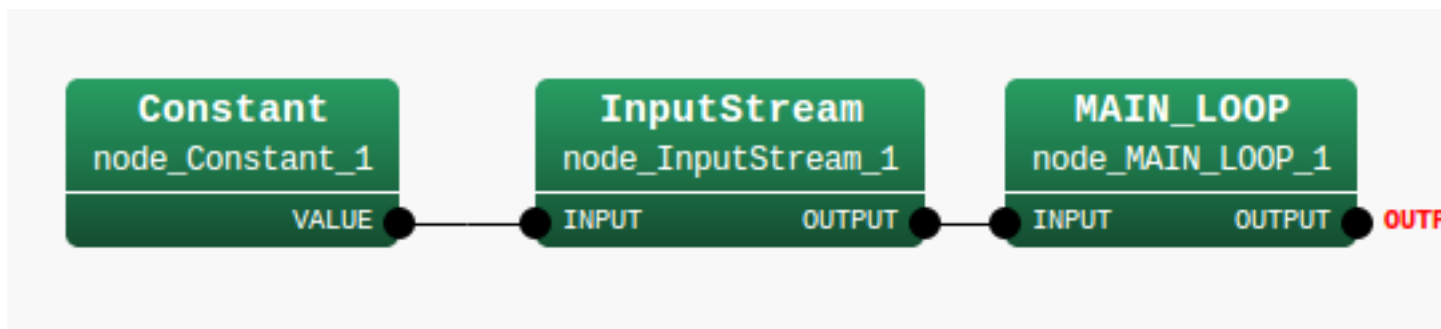 Constant
node_Constant_1
VALUE
InputStream
node_InputStream_1
INPUT OUTPUT
MAIN_LOOP
node_MAIN_LOOP_1
INPUT OUTPUT